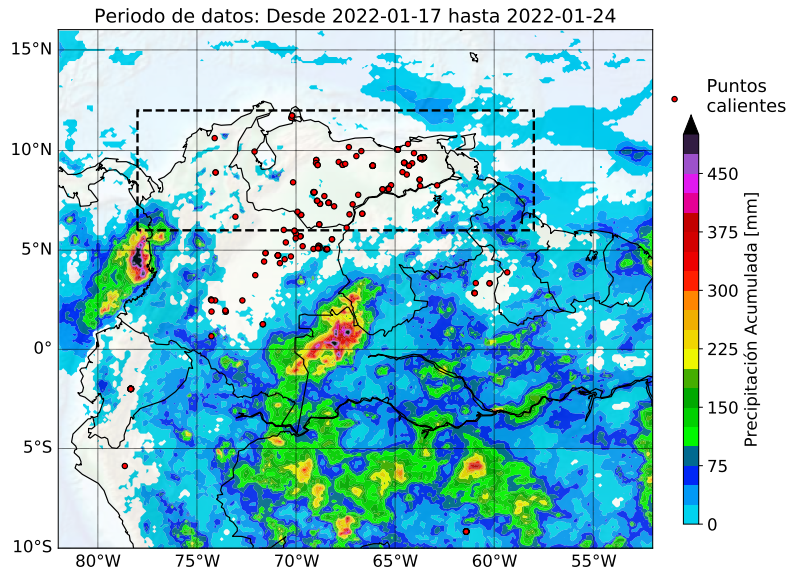 Periodo de datos: Desde 2022-01-17 hasta 2022-01-24
15°N
10°N
5°N
0°
5°S
10°S
80°W
75°W
70°W
65°W
60°W
55°W
Puntos
calientes
450
375
300
225
150
75
0
Precipitación Acumulada [mm]